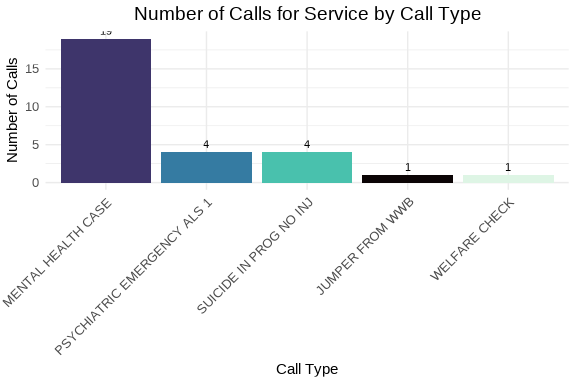 Number of Calls for Service by Call Type
Number of Calls
15
10
5
0
19
4
4
1
1
MENTAL HEALTH CASE
PSYCHIATRIC EMERGENCY ALS 1
SUICIDE IN PROG NO INJ
JUMPER FROM WWB
WELFARE CHECK
Call Type